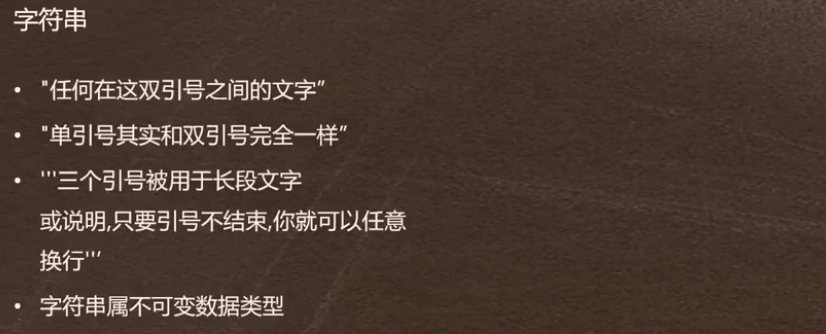 字符串
• "任何在这双引号之间的文字”
• "单引号其实和双引号完全一样”
• '''三个引号被用于长段文字
或说明,只要引号不结束,你就可以任意
换行'''
• 字符串属不可变数据类型